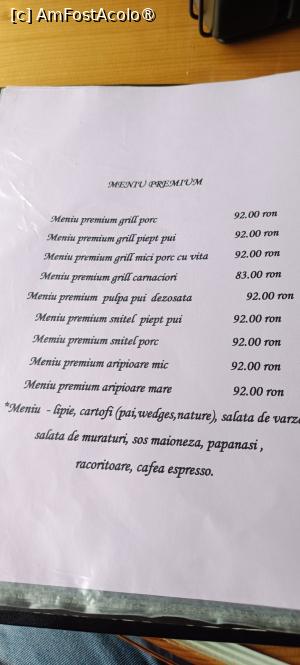 [c] AmFostAcolo®
MENIU PREMIUM
Meniu premium grill porc 92.00 ron
Meniu premium grill piept pui 92.00 ron
Meniu premium grill mici porc cu vita 92.00 ron
Meniu premium grill carnaciori 83.00 ron
Meniu premium pulpa pui dezosata 92.00 ron
Meniu premium snitel piept pui 92.00 ron
Memiu premium snitel porc 92.00 ron
Meniu premium aripioare mic 92.00 ron
Meniu premium aripioare mare 92.00 ron
*Meniu - lipie, cartofi (pai,wedges,nature), salata de varza
salata de muraturi, sos maioneza, papanasi ,
racoritoare, cafea espresso.